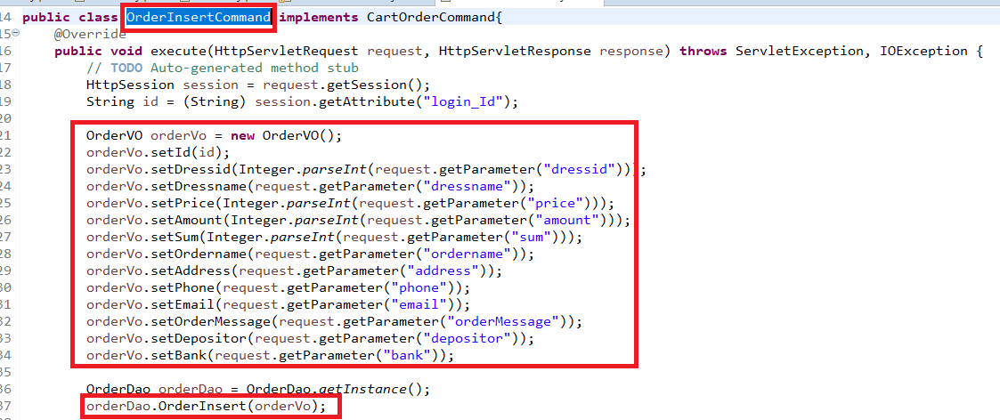 14 public class OrderInsertCommand implements CartOrderCommand{
15 @Override
16 public void execute(HttpServletRequest request, HttpServletResponse response) throws ServletException, IOException {
17 // TODO Auto-generated method stub
18 HttpSession session = request.getSession();
19 String id = (String) session.getAttribute("login_Id");
20
21 OrderVO orderVo = new OrderVO();
22 orderVo.setId(id);
23 orderVo.setDressid(Integer.parseInt(request.getParameter("dressid")));
24 orderVo.setDressname(request.getParameter("dressname"));
25 orderVo.setPrice(Integer.parseInt(request.getParameter("price")));
26 orderVo.setAmount(Integer.parseInt(request.getParameter("amount")));
27 orderVo.setSum(Integer.parseInt(request.getParameter("sum")));
28 orderVo.setOrdername(request.getParameter("ordername"));
29 orderVo.setAddress(request.getParameter("address"));
30 orderVo.setPhone(request.getParameter("phone"));
31 orderVo.setEmail(request.getParameter("email"));
32 orderVo.setOrderMessage(request.getParameter("orderMessage"));
33 orderVo.setDepositor(request.getParameter("depositor"));
34 orderVo.setBank(request.getParameter("bank"));
35
36 OrderDao orderDao = OrderDao.getInstance();
37 orderDao.OrderInsert(orderVo);